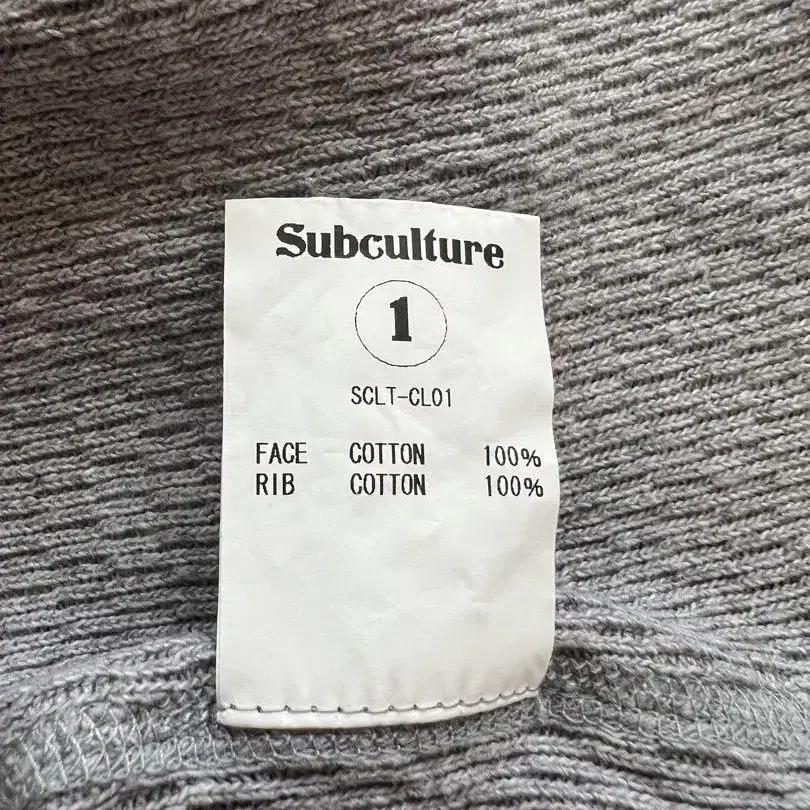 Subculture
1
SCLT-CL01
FACE COTTON 100%
RIB COTTON 100%